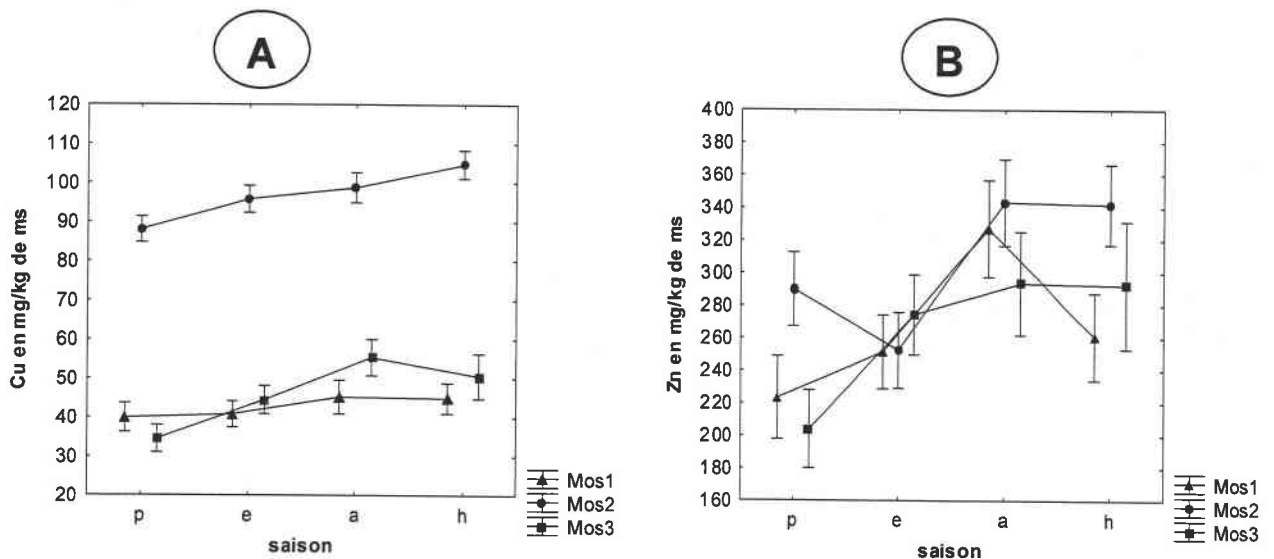 A
120
110
100
90
80
70
60
50
40
30
20
Cu en mg/kg de ms
p e a h
saison
Mos1
Mos2
Mos3
B
400
380
360
340
320
300
280
260
240
220
200
180
160
Zn en mg/kg de ms
p e a h
saison
Mos1
Mos2
Mos3